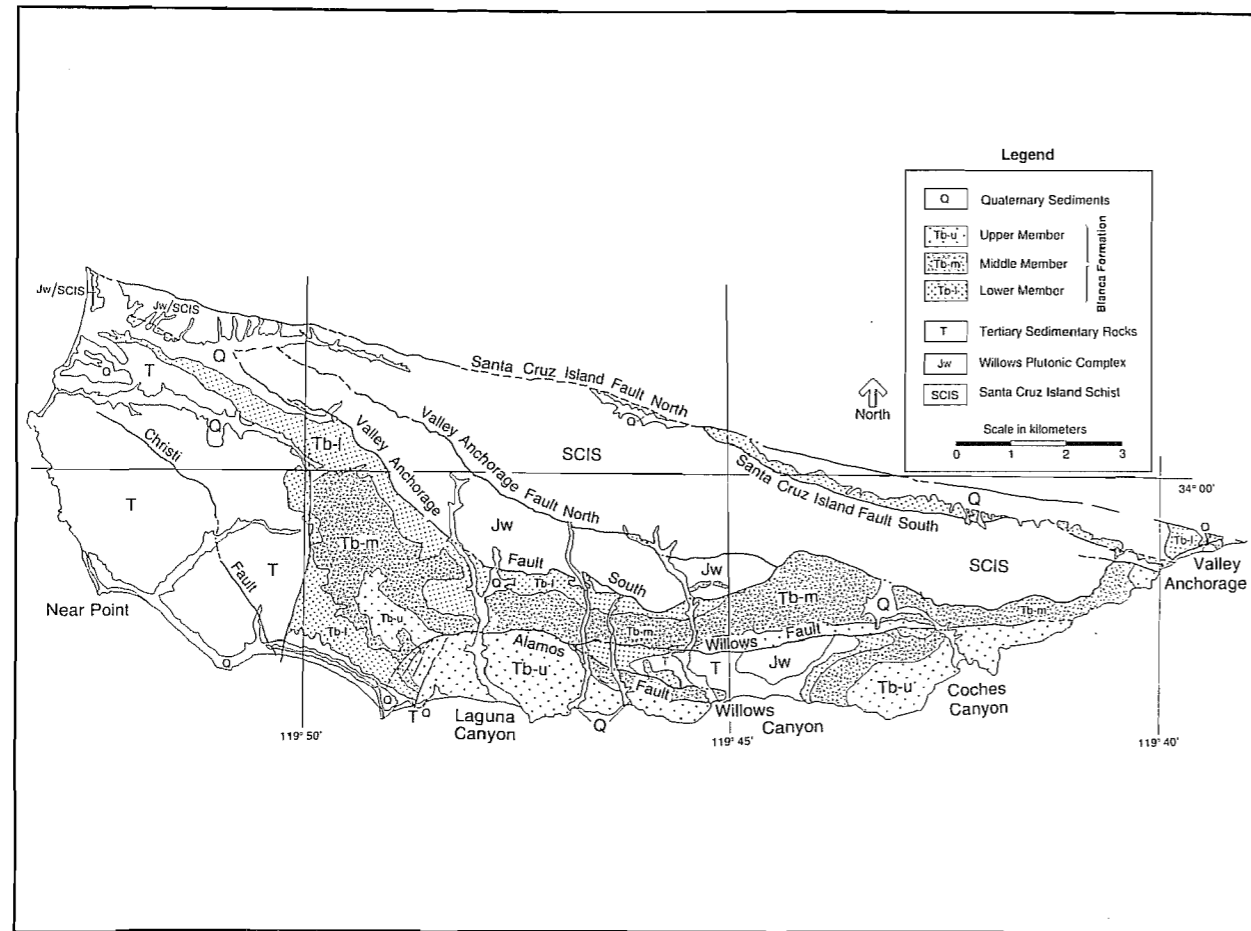 Legend
Q Quaternary Sediments
Tb-u Upper Member
Tb-m Middle Member
Tb-l Lower Member
Blanca Formation
T Tertiary Sedimentary Rocks
Jw Willows Plutonic Complex
SCIS Santa Cruz Island Schist
North
Scale in kilometers
0 1 2 3
Jw/SCIS
Jw/SCIS
Q
T
Q
Q
Santa Cruz Island Fault North
Q
Christi
Tb-l
Valley Anchorage
Valley Anchorage Fault North
SCIS
Santa Cruz Island Fault South
34° 00'
Q
Q
Tb-l
Valley
Anchorage
T
Jw
Tb-m
Fault
T
Fault
Q
Tb-l
South
Jw
Tb-m
SCIS
Near Point
Tb-u
Tb-l
Q
Tb-m
Tb-m
Willows Fault
Alamos
Tb-u
Fault
T
T
Jw
Tb-u
Coches
Canyon
Q
Q
T
Q
Laguna
Canyon
Q
Willows
Canyon
119° 50'
119° 45'
119° 40'